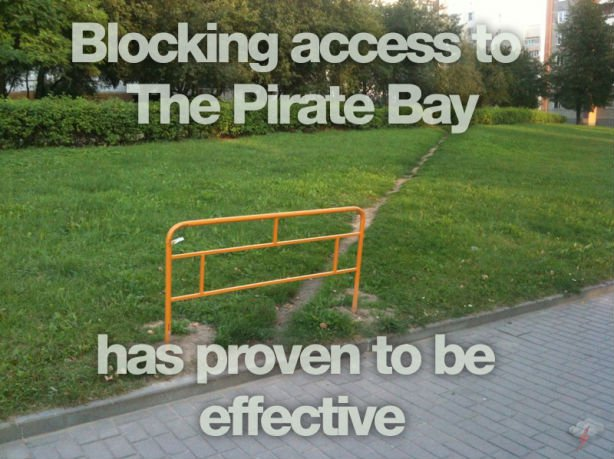 Blocking access to
The Pirate Bay
has proven to be
effective